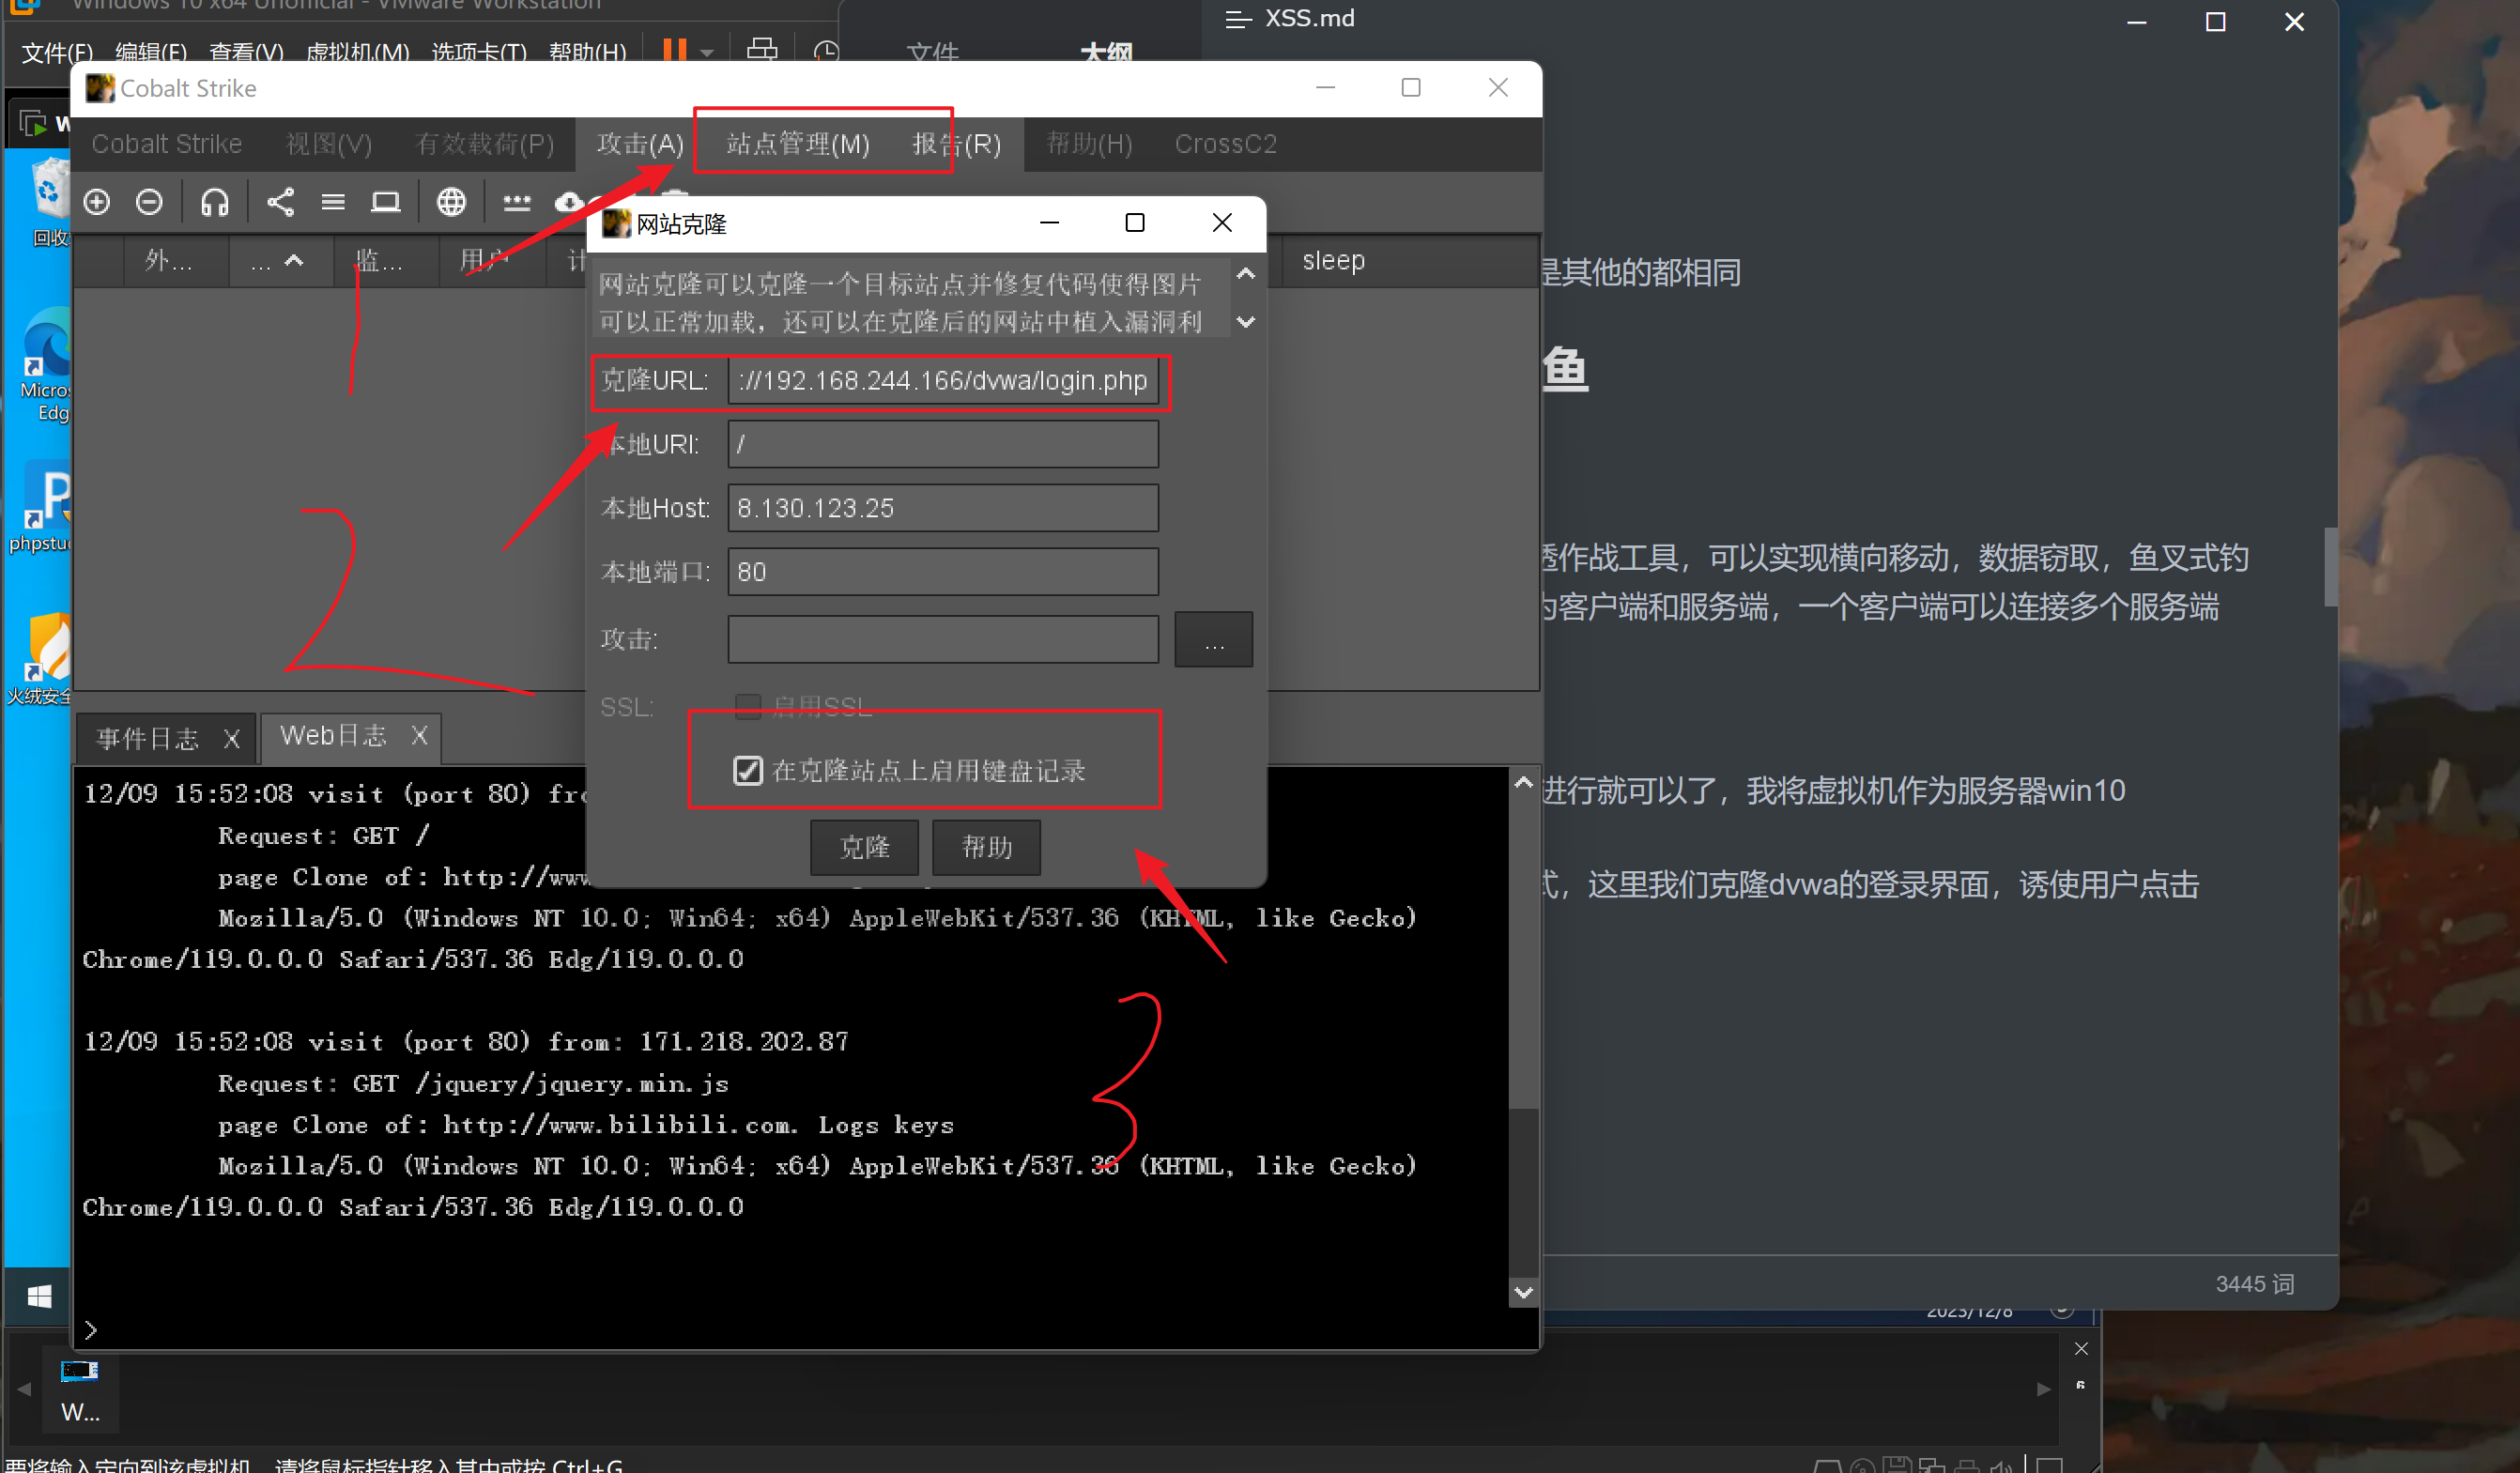 Windows 10 x64 Unofficial - VMware Workstation
XSS.md
文件(F) 编辑(E) 查看(V) 虚拟机(M) 选项卡(T) 帮助(H)
文件 大纲
Cobalt Strike
Cobalt Strike 视图(V) 有效载荷(P) 攻击(A) 站点管理(M) 报告(R) 帮助(H) CrossC2
回收
网站克隆
外... ... 监... 用户 计 sleep
网站克隆可以克隆一个目标站点并修复代码使得图片
可以正常加载，还可以在克隆后的网站中植入漏洞利
是其他的都相同
克隆URL: ://192.168.244.166/dvwa/login.php
鱼
Micros
Edg
本地URI: /
本地Host: 8.130.123.25
phpstu
本地端口: 80
透作战工具，可以实现横向移动，数据窃取，鱼叉式钓
为客户端和服务端，一个客户端可以连接多个服务端
攻击: ...
火绒安全
SSL: 启用SSL
事件日志 X Web日志 X
在克隆站点上启用键盘记录
进行就可以了，我将虚拟机作为服务器win10
12/09 15:52:08 visit (port 80) fro
Request: GET /
克隆 帮助
page Clone of: http://www
式，这里我们克隆dvwa的登录界面，诱使用户点击
Mozilla/5.0 (Windows NT 10.0; Win64; x64) AppleWebKit/537.36 (KHTML, like Gecko)
Chrome/119.0.0.0 Safari/537.36 Edg/119.0.0.0
12/09 15:52:08 visit (port 80) from: 171.218.202.87
Request: GET /jquery/jquery.min.js
page Clone of: http://www.bilibili.com. Logs keys
Mozilla/5.0 (Windows NT 10.0; Win64; x64) AppleWebKit/537.36 (KHTML, like Gecko)
Chrome/119.0.0.0 Safari/537.36 Edg/119.0.0.0
>
3445 词
2023/12/8
W...
要将输入定向到该虚拟机，请将鼠标指针移入其中或按 Ctrl+G
1
2
3